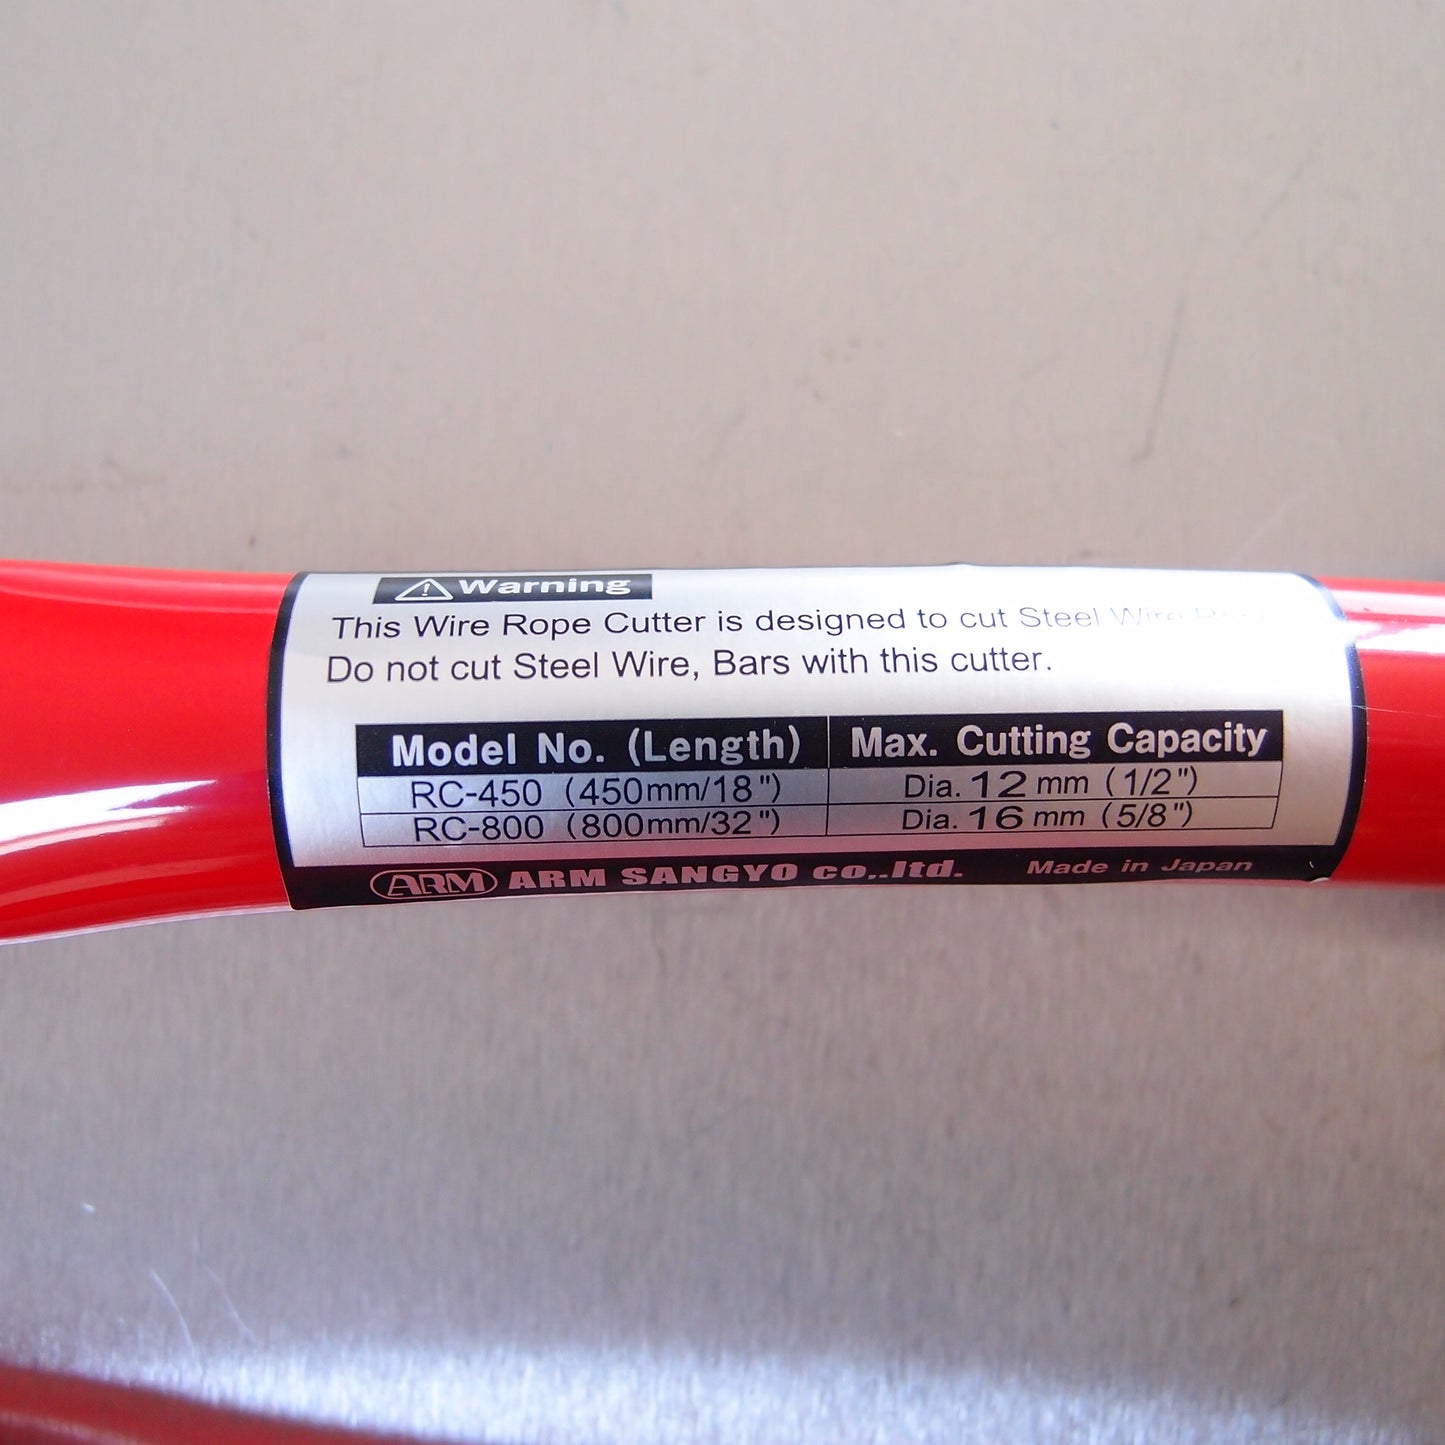 Warning
This Wire Rope Cutter is designed to cut Steel Wire
Do not cut Steel Wire, Bars with this cutter.
Model No. (Length) Max. Cutting Capacity
RC-450 (450mm/18") Dia. 12 mm (1/2")
RC-800 (800mm/32") Dia. 16 mm (5/8")
ARM ARM SANGYO co,.ltd. Made in Japan